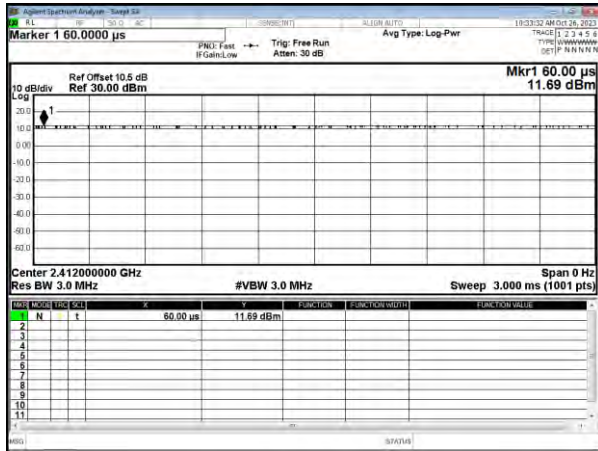 Agilent Spectrum Analyzer - Swept SA
RL RF 50 Ω AC SENSE:INT ALIGN AUTO 10:33:32 AM Oct 26, 2023
Marker 1 60.0000 µs
PNO: Fast
IFGain:Low
Trig: Free Run
Atten: 30 dB
Avg Type: Log-Pwr
TRACE 1 2 3 4 5 6
TYPE WWWWWW
DET P NNNNN
Mkr1 60.00 µs
11.69 dBm
Ref Offset 10.5 dB
10 dB/div Ref 30.00 dBm
Log
20.0
1
10.0
0.00
-10.0
-20.0
-30.0
-40.0
-50.0
-60.0
Center 2.412000000 GHz Span 0 Hz
Res BW 3.0 MHz #VBW 3.0 MHz Sweep 3.000 ms (1001 pts)
MKR MODE TRC SCL X Y FUNCTION FUNCTION WIDTH FUNCTION VALUE
1 N t 60.00 µs 11.69 dBm
2
3
4
5
6
7
8
9
10
11
MSG STATUS